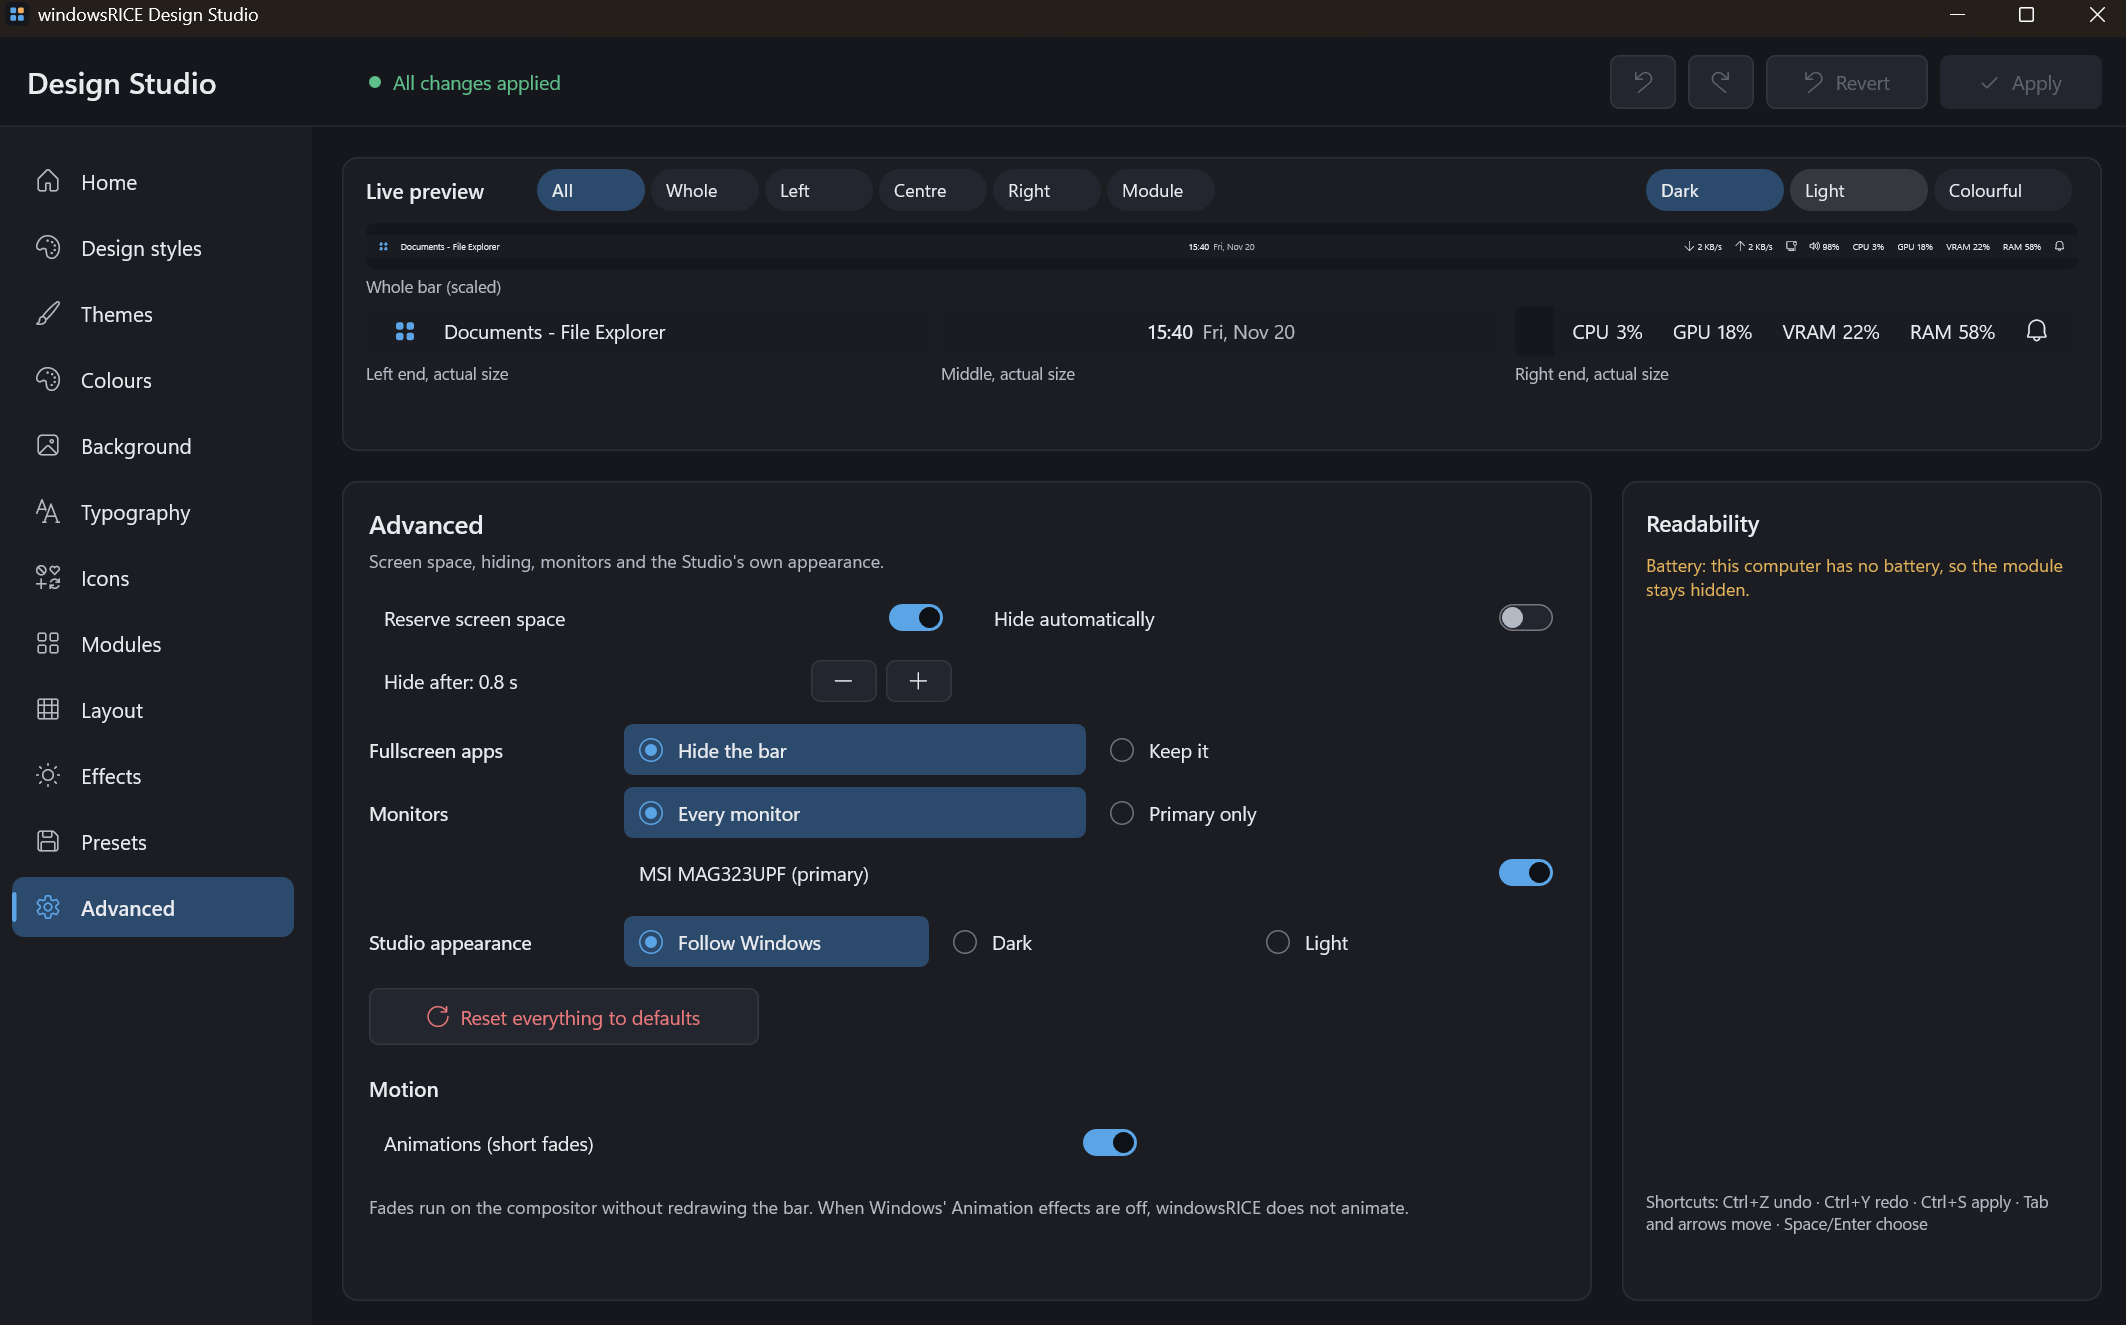 windowsRICE Design Studio
Design Studio
All changes applied
Revert
Apply
Home
Design styles
Themes
Colours
Background
Typography
Icons
Modules
Layout
Effects
Presets
Advanced
Live preview
All
Whole
Left
Centre
Right
Module
Dark
Light
Colourful
Documents - File Explorer
15:40 Fri, Nov 20
2 KB/s
2 KB/s
98%
CPU 3%
GPU 18%
VRAM 22%
RAM 58%
Whole bar (scaled)
Documents - File Explorer
15:40 Fri, Nov 20
CPU 3%
GPU 18%
VRAM 22%
RAM 58%
Left end, actual size
Middle, actual size
Right end, actual size
Advanced
Screen space, hiding, monitors and the Studio's own appearance.
Reserve screen space
Hide automatically
Hide after: 0.8 s
Fullscreen apps
Hide the bar
Keep it
Monitors
Every monitor
Primary only
MSI MAG323UPF (primary)
Studio appearance
Follow Windows
Dark
Light
Reset everything to defaults
Motion
Animations (short fades)
Fades run on the compositor without redrawing the bar. When Windows' Animation effects are off, windowsRICE does not animate.
Readability
Battery: this computer has no battery, so the module
stays hidden.
Shortcuts: Ctrl+Z undo · Ctrl+Y redo · Ctrl+S apply · Tab
and arrows move · Space/Enter choose